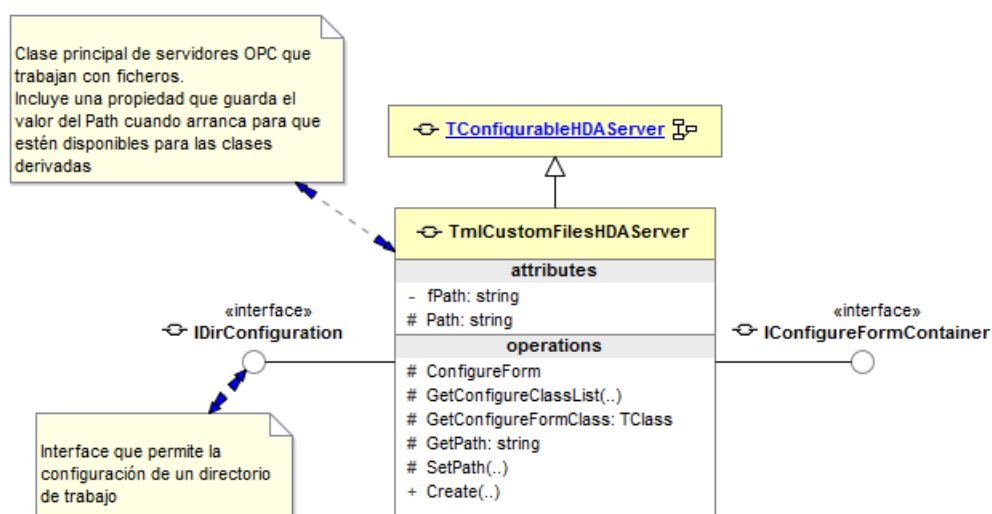 Clase principal de servidores OPC que
trabajan con ficheros.
Incluye una propiedad que guarda el
valor del Path cuando arranca para que
estén disponibles para las clases
derivadas
TConfigurableHDAServer
TmlCustomFilesHDAServer
attributes
- fPath: string
# Path: string
operations
# ConfigureForm
# GetConfigureClassList(..)
# GetConfigureFormClass: TClass
# GetPath: string
# SetPath(..)
+ Create(..)
«interface»
IDirConfiguration
«interface»
IConfigureFormContainer
Interface que permite la
configuración de un directorio
de trabajo